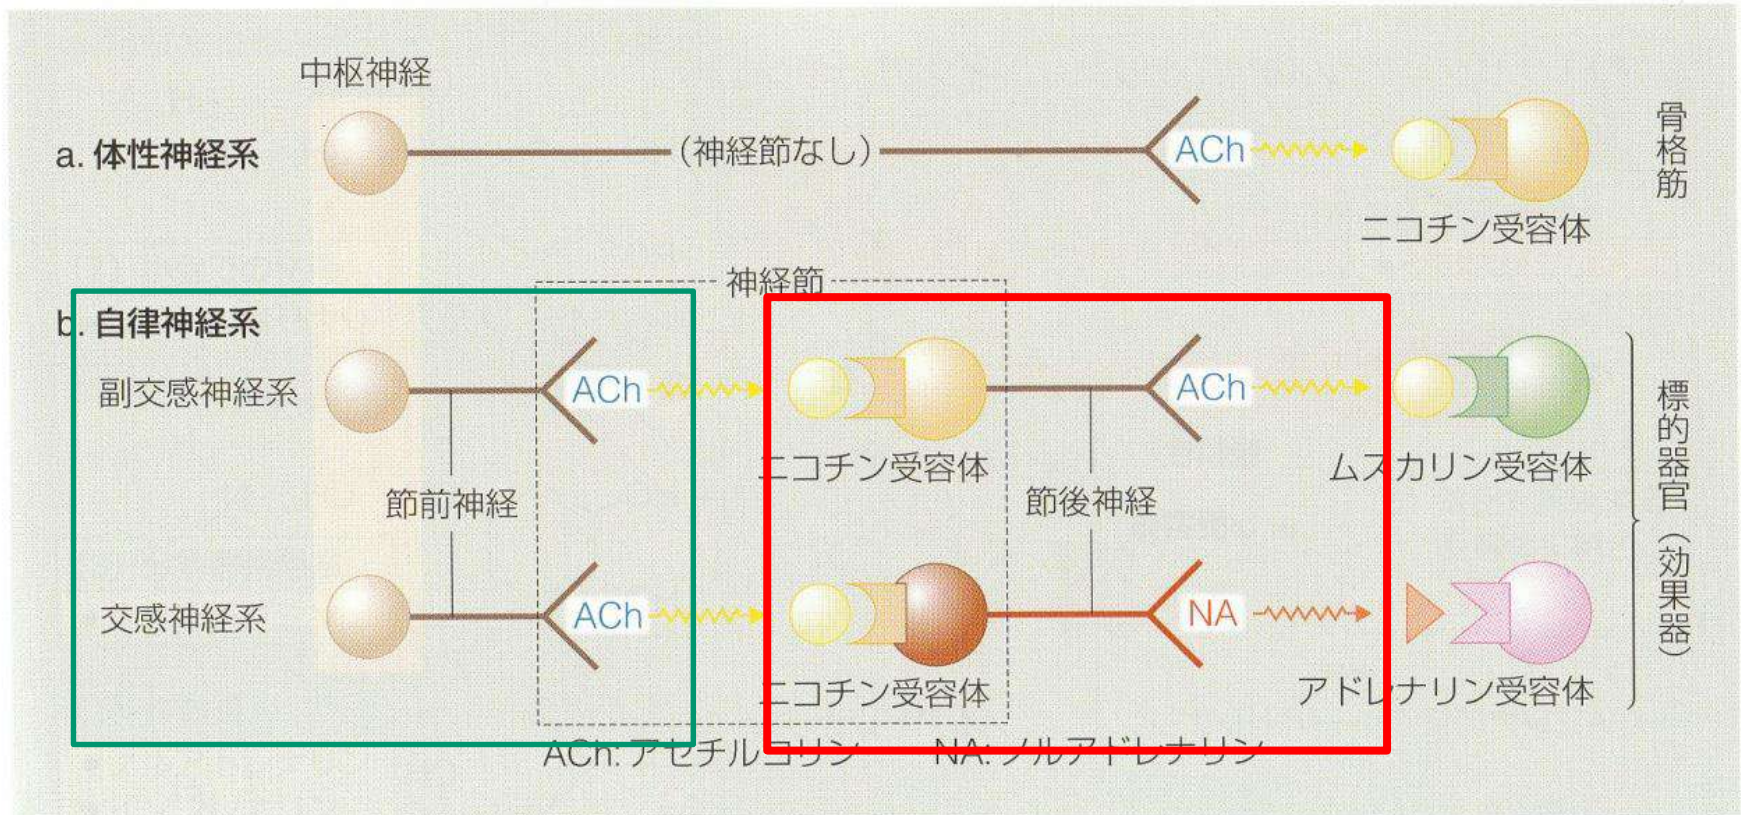 中枢神経
a. 体性神経系
(神経節なし)
ACh
ニコチン受容体
骨格筋
神経節
b. 自律神経系
副交感神経系
ACh
ニコチン受容体
ACh
ムスカリン受容体
節前神経
節後神経
交感神経系
ACh
ニコチン受容体
NA
アドレナリン受容体
標的器官(効果器)
ACh: アセチルコリン NA: ノルアドレナリン